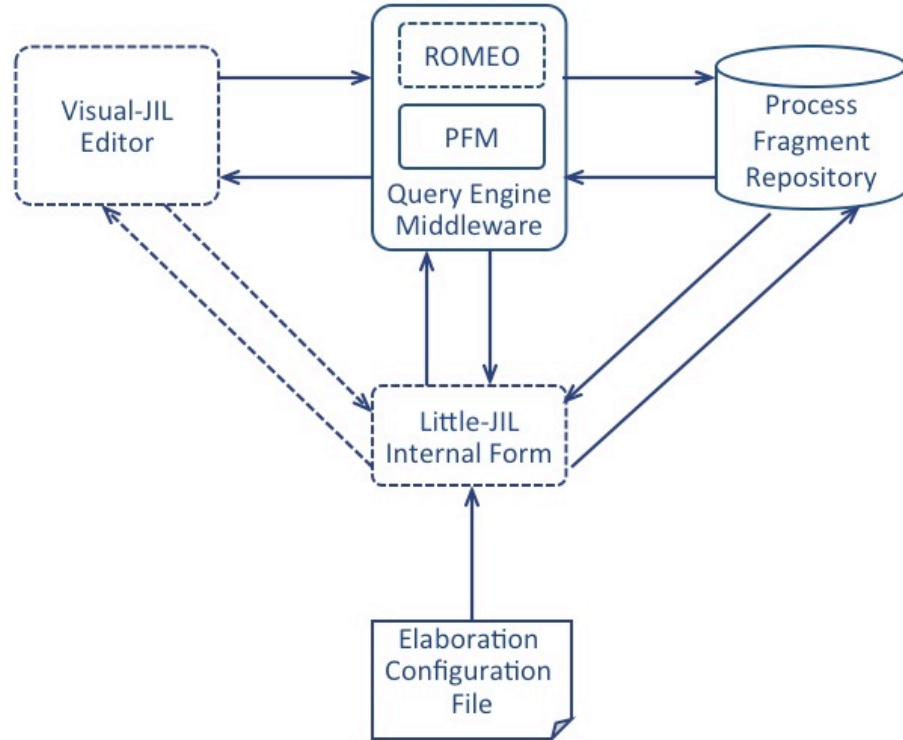 Visual-JIL
Editor
ROMEO
PFM
Query Engine
Middleware
Process
Fragment
Repository
Little-JIL
Internal Form
Elaboration
Configuration
File